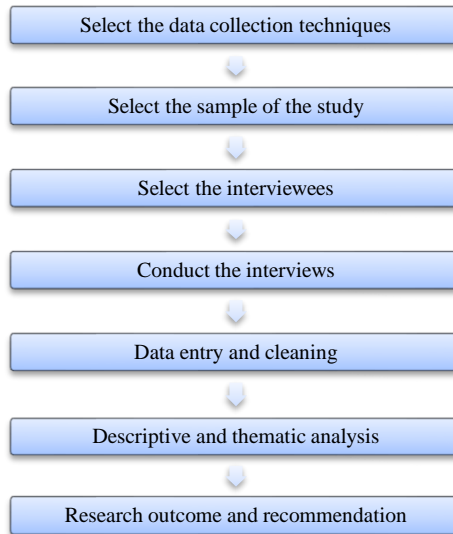 Select the data collection techniques
Select the sample of the study
Select the interviewees
Conduct the interviews
Data entry and cleaning
Descriptive and thematic analysis
Research outcome and recommendation